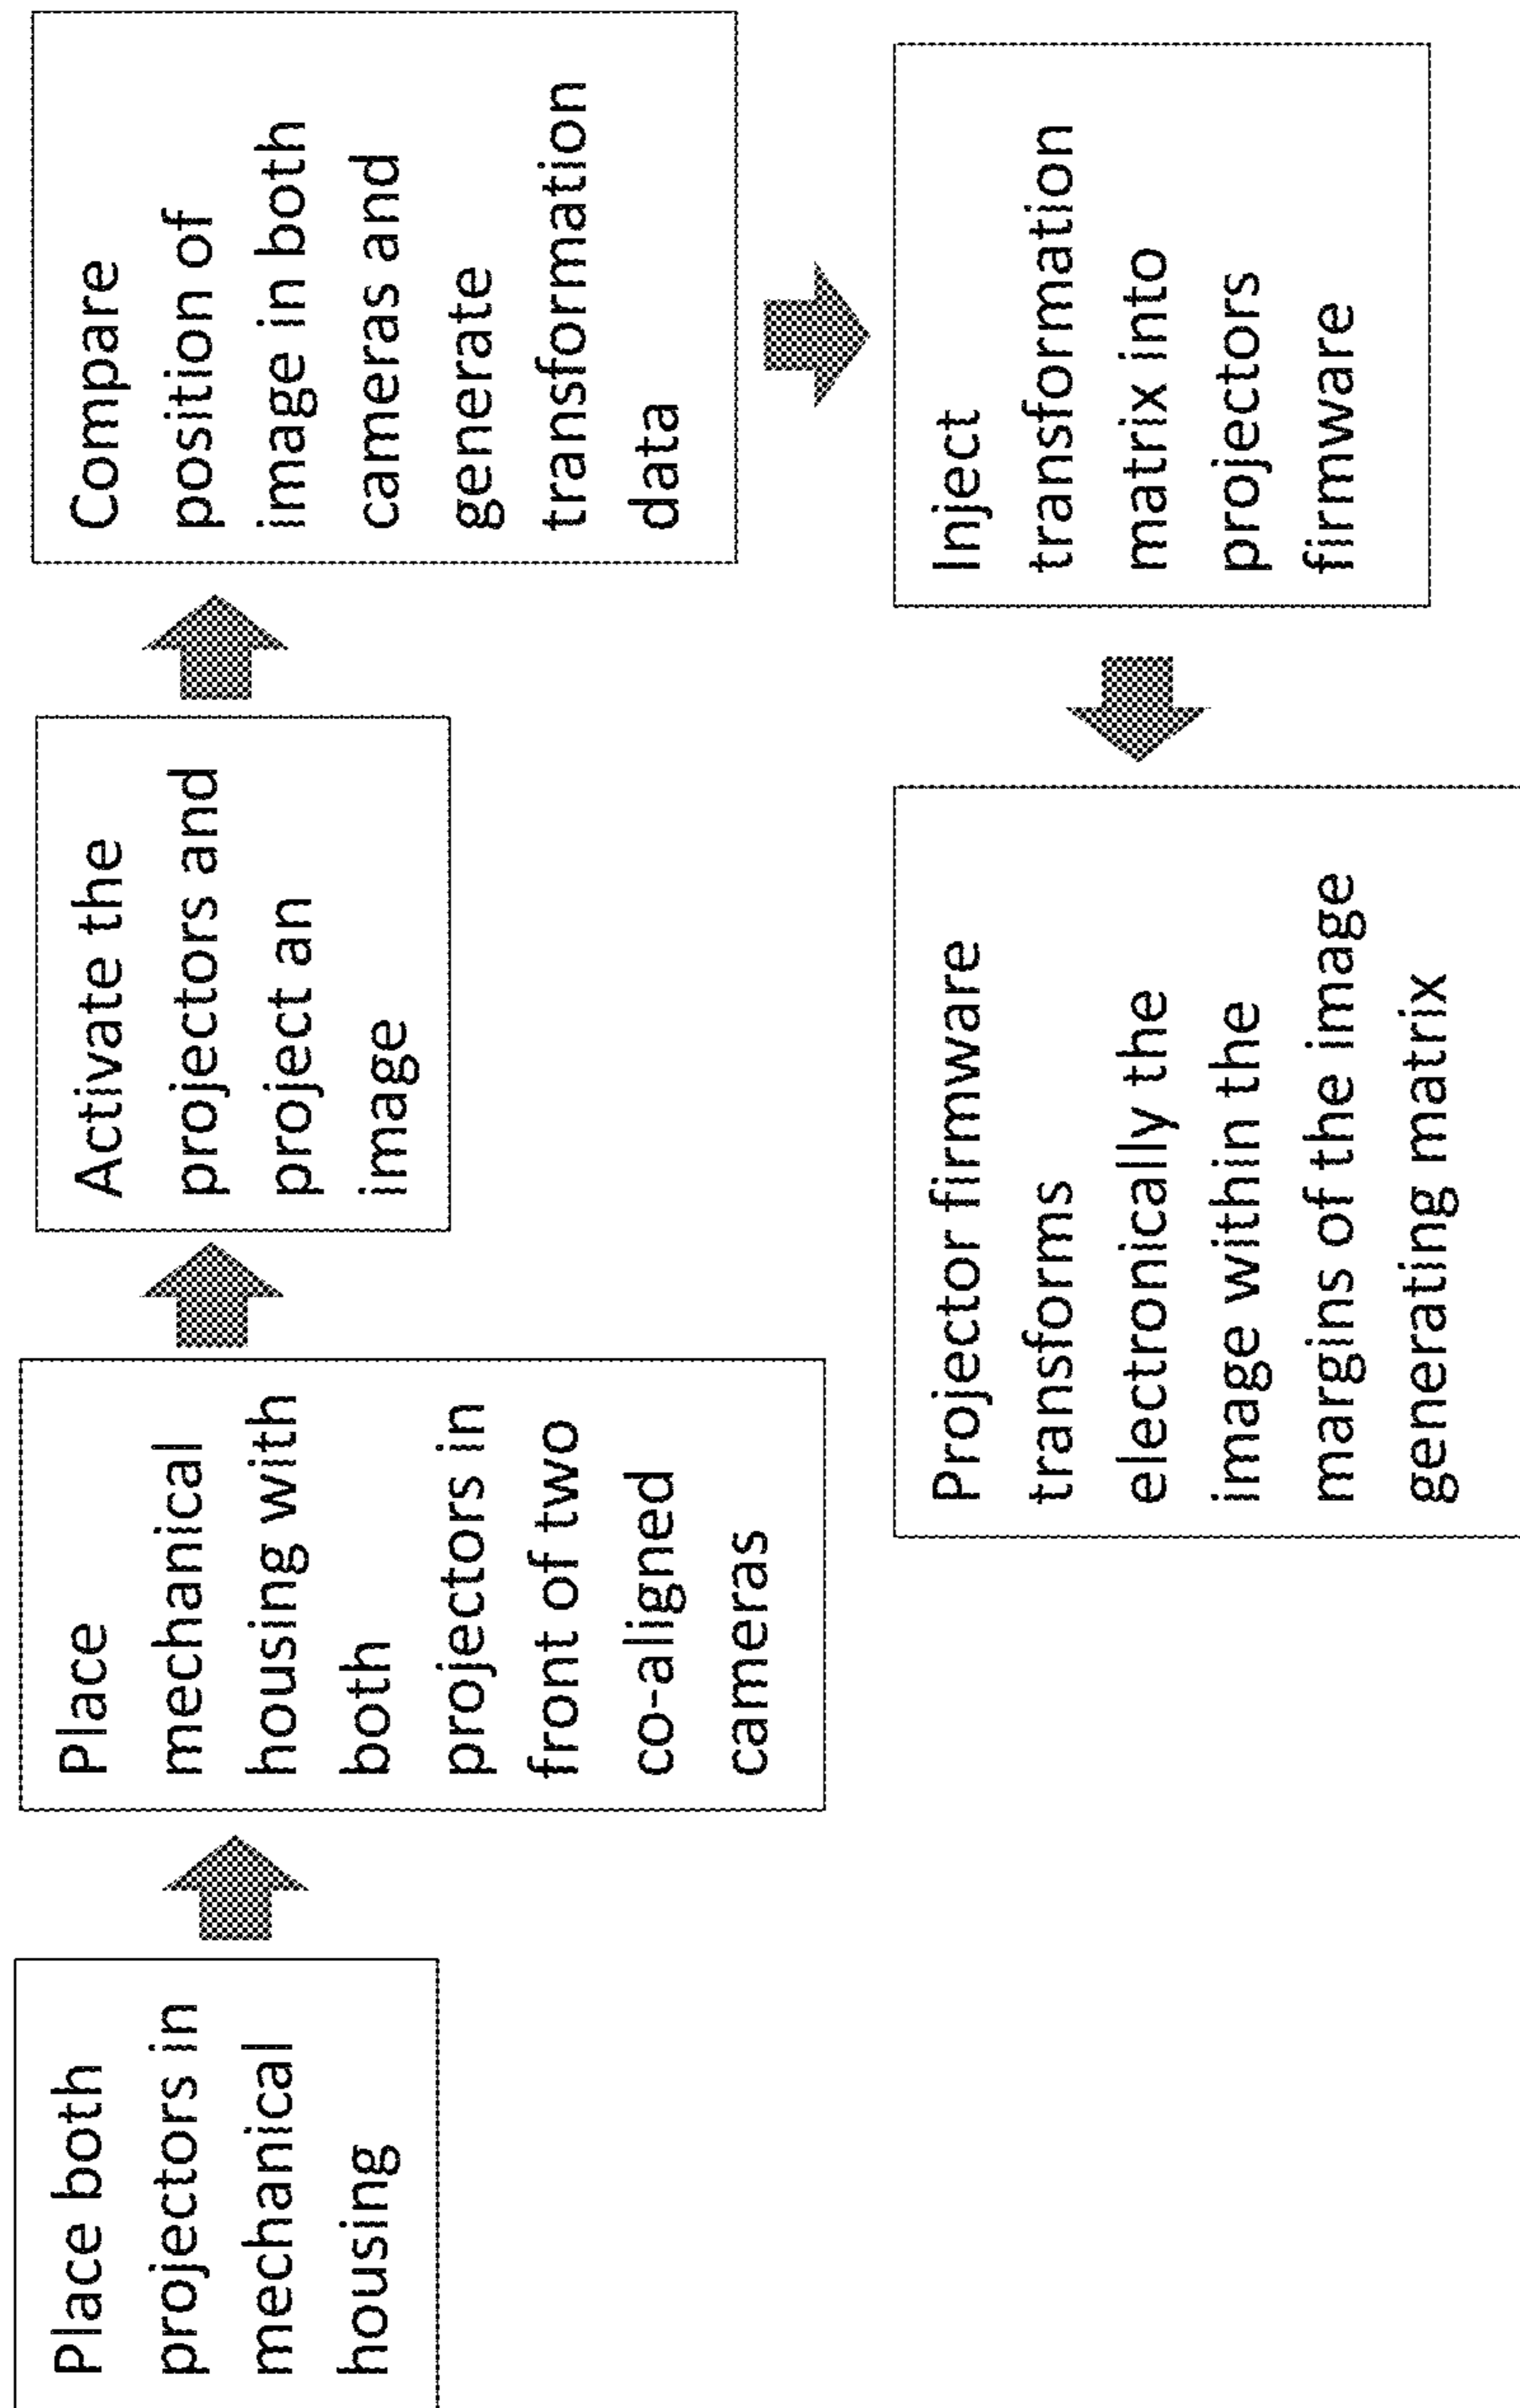 Place both
projectors in
mechanical
housing
Place
mechanical
housing with
both
projectors in
front of two
co-aligned
cameras
Activate the
projectors and
project an
image
Compare
position of
image in both
cameras and
generate
transformation
data
Inject
transformation
matrix into
projectors
firmware
Projector firmware
transforms
electronically the
image within the
margins of the image
generating matrix